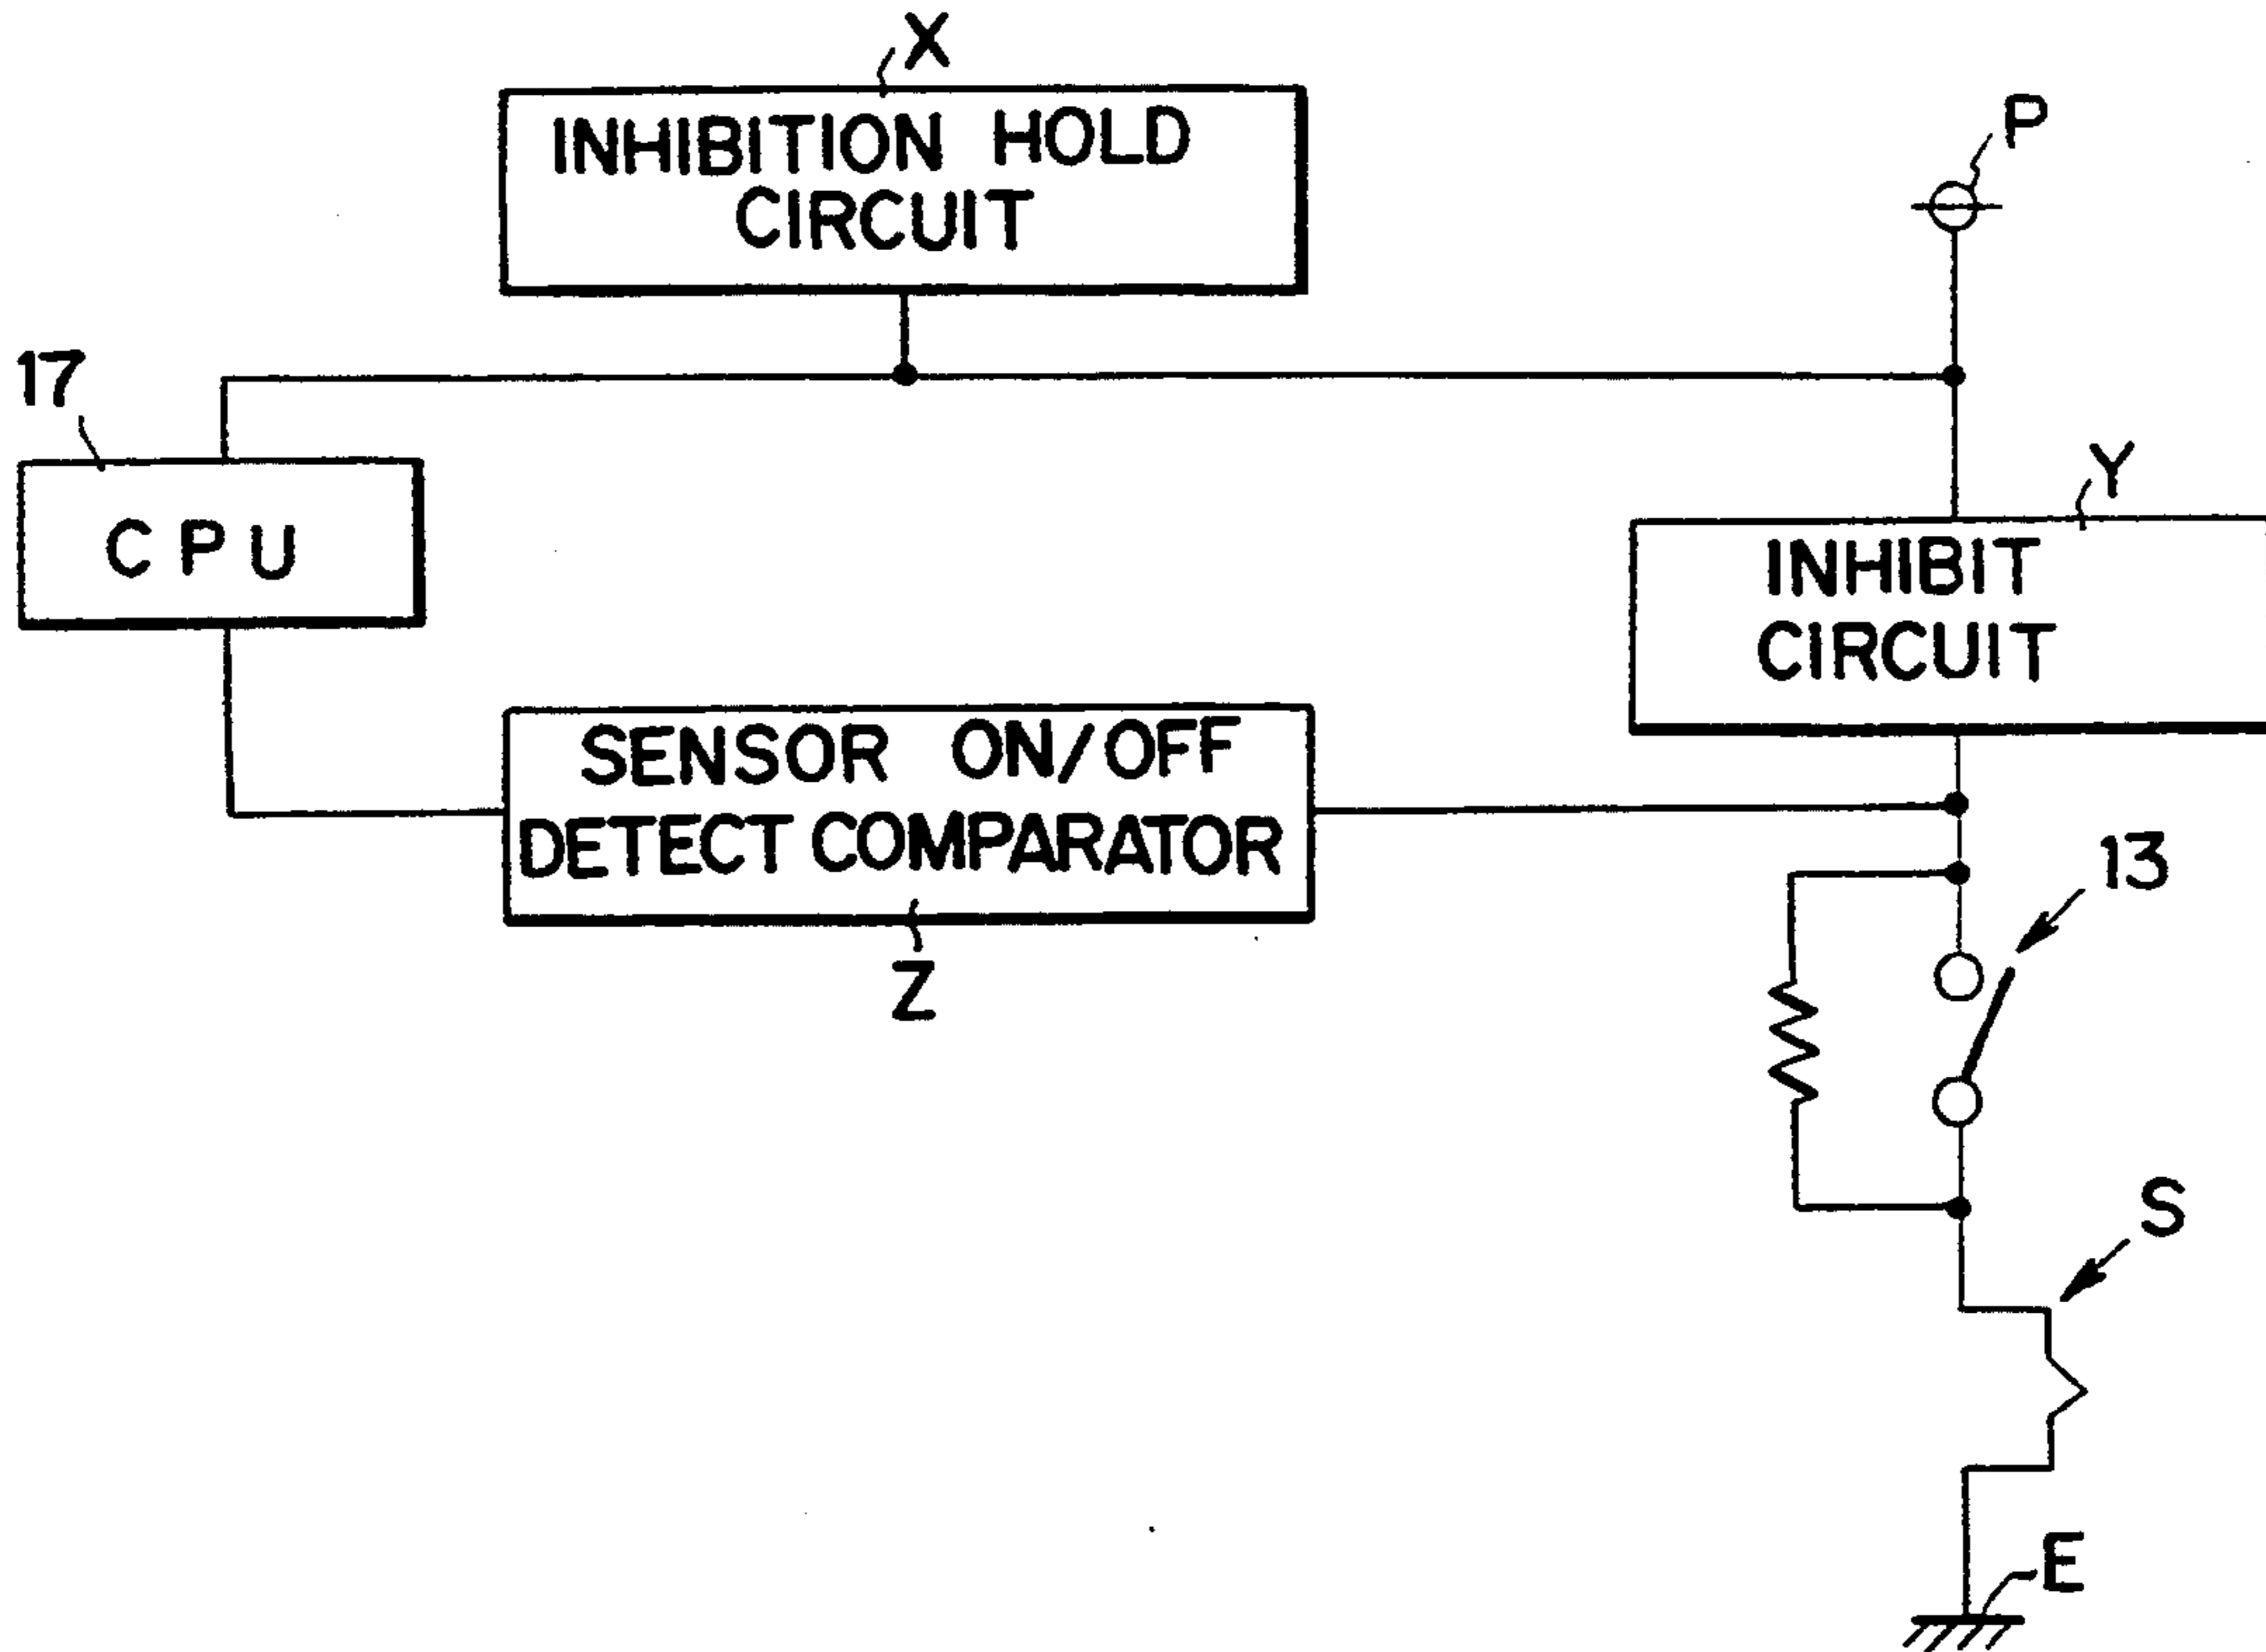 X
INHIBITION HOLD
CIRCUIT
P
17
CPU
Y
INHIBIT
CIRCUIT
SENSOR ON/OFF
DETECT COMPARATOR
Z
13
S
E